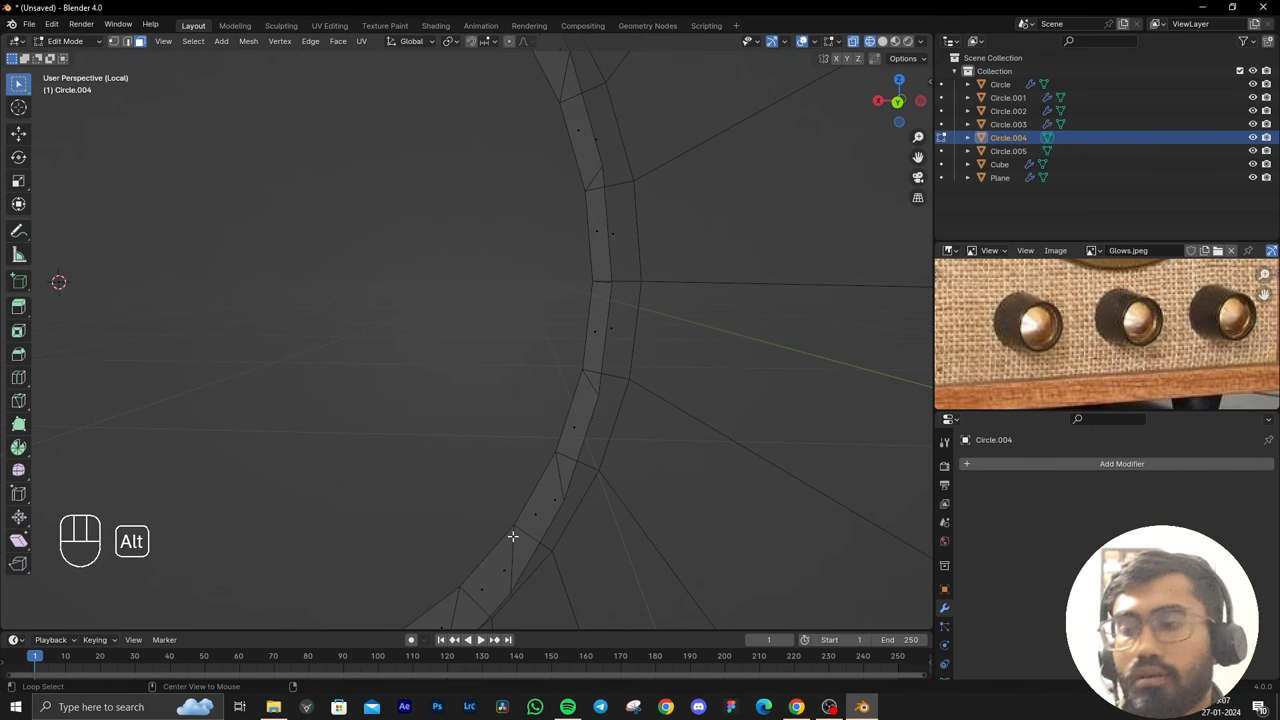 * (Unsaved) - Blender 4.0
File Edit Render Window Help Layout Modeling Sculpting UV Editing Texture Paint Shading Animation Rendering Compositing Geometry Nodes Scripting Scene ViewLayer
Edit Mode View Select Add Mesh Vertex Edge Face UV Global
X Y Z Options
User Perspective (Local)
(1) Circle.004
X
Y
Z
Scene Collection
Collection
Circle
Circle.001
Circle.002
Circle.003
Circle.004
Circle.005
Cube
Plane
View View Image Glows.jpeg
Circle.004
+ Add Modifier
Alt
Playback Keying View Marker 1 Start 1 End 250
1 10 20 30 40 50 60 70 80 90 100 110 120 130 140 150 160 170 180 190 200 210 220 230 240 250
Loop Select Center View to Mouse 4.0.0
Type here to search
Ae Ps Lrc
:07
27-01-2024